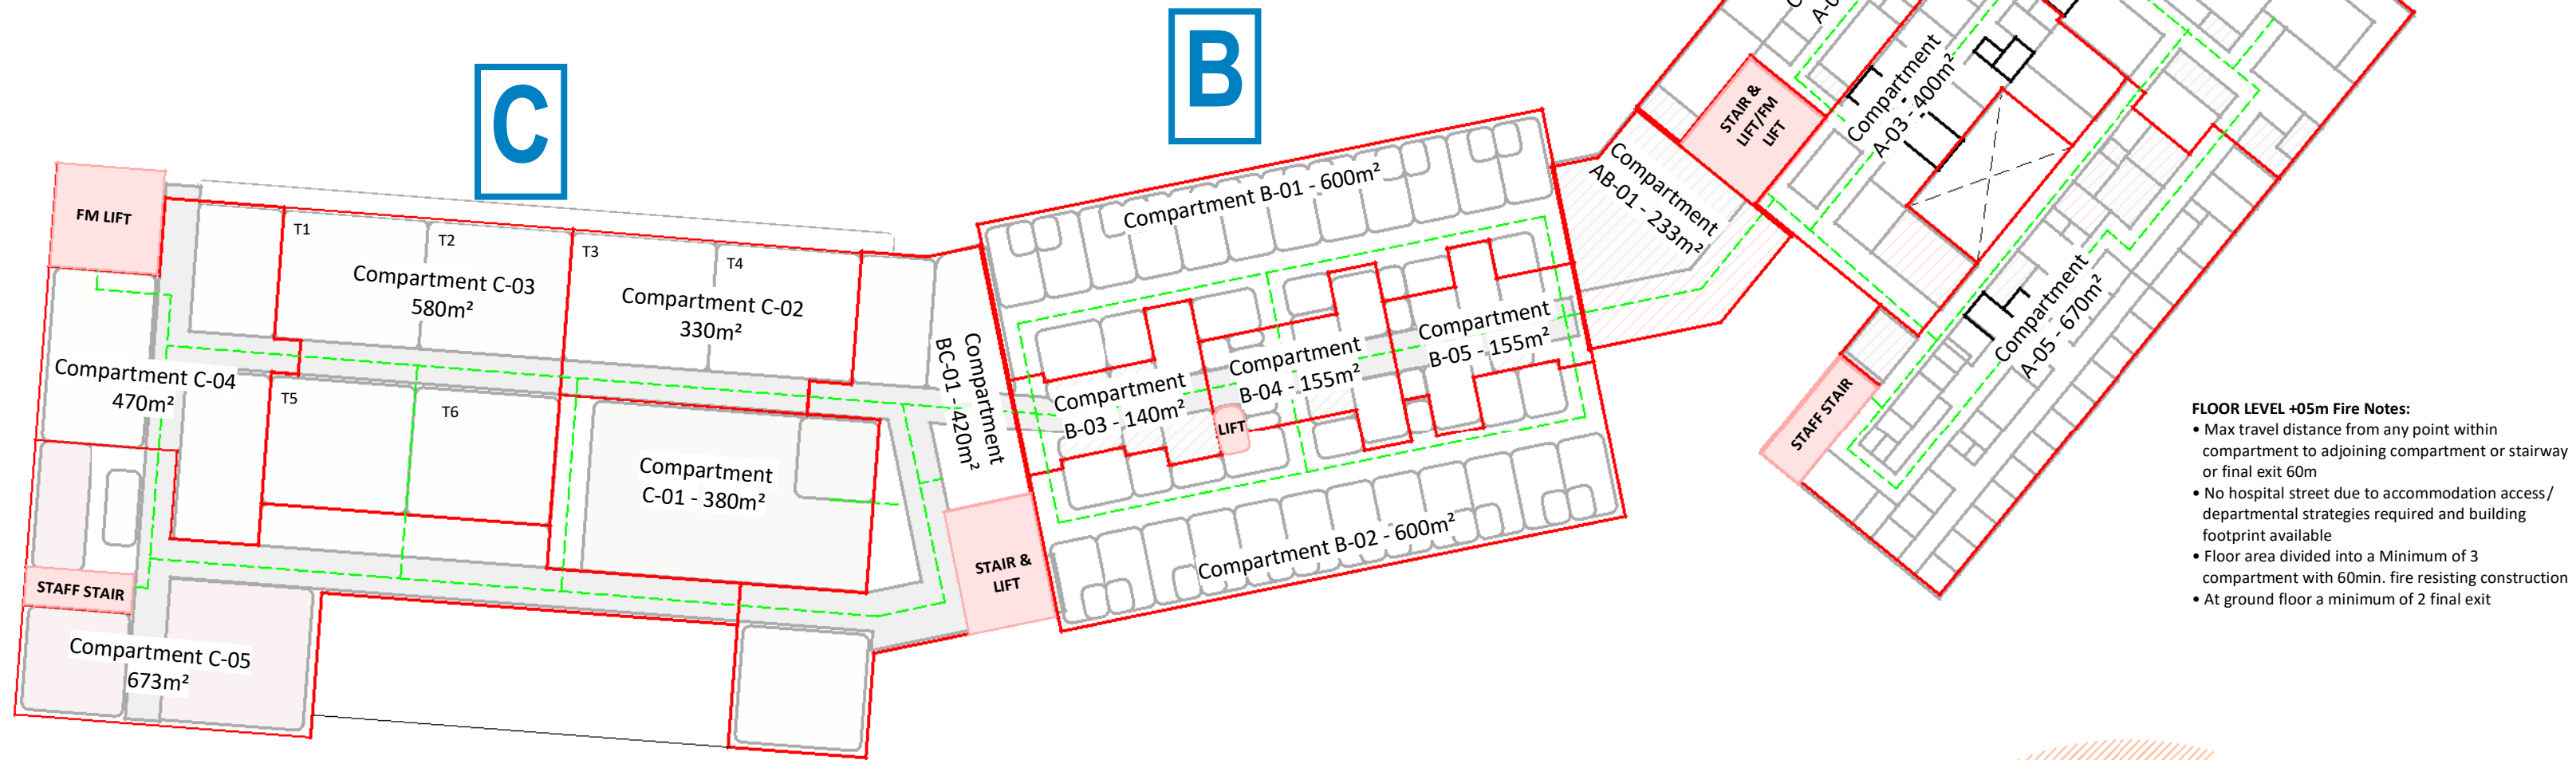 C
B
FM LIFT
T1
T2
T3
T4
Compartment C-03
580m²
Compartment C-02
330m²
Compartment C-04
470m²
T5
T6
Compartment
C-01 - 380m²
STAFF STAIR
Compartment C-05
673m²
Compartment
BC-01 - 420m²
STAIR &
LIFT
Compartment B-01 - 600m²
Compartment
B-03 - 140m²
LIFT
Compartment
B-04 - 155m²
Compartment
B-05 - 155m²
Compartment B-02 - 600m²
Compartment
AB-01 - 233m²
STAIR &
LIFT/FM
LIFT
Compartment
A-03 - 400m²
Compartment
A-05 - 670m²
STAFF STAIR
FLOOR LEVEL +05m Fire Notes:
• Max travel distance from any point within
compartment to adjoining compartment or stairway
or final exit 60m
• No hospital street due to accommodation access/
departmental strategies required and building
footprint available
• Floor area divided into a Minimum of 3
compartment with 60min. fire resisting construction
• At ground floor a minimum of 2 final exit